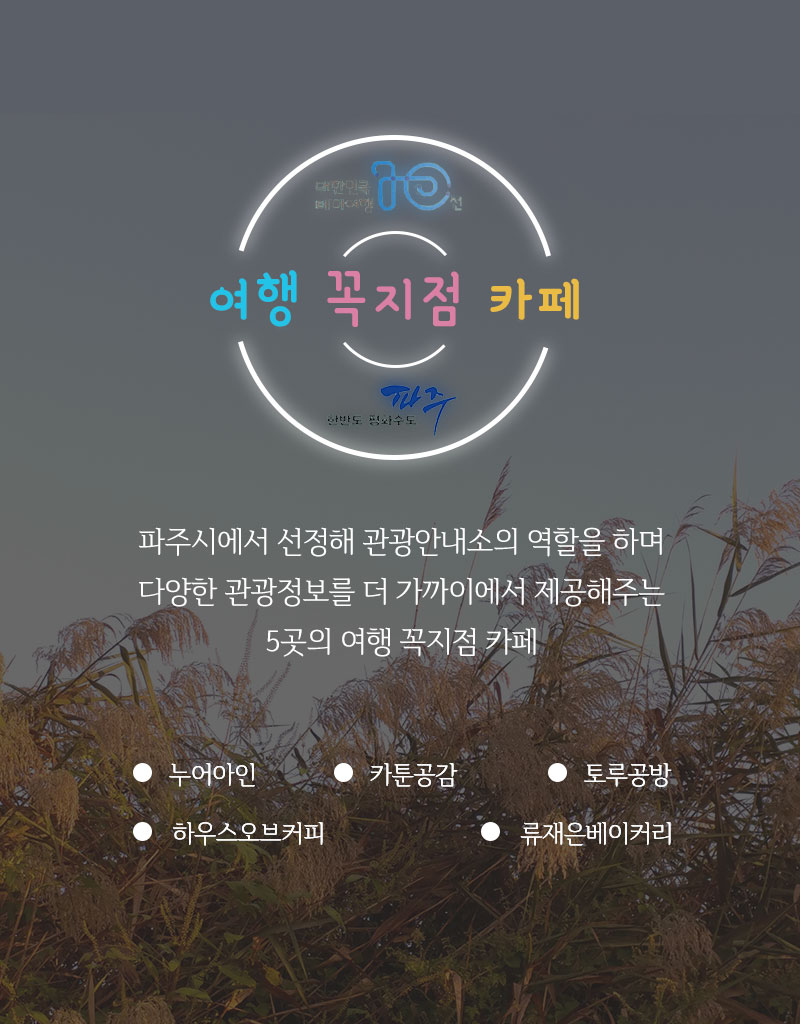 대한민국
테마여행 10선
여행 꼭지점 카페
파주
한반도 평화수도
파주시에서 선정해 관광안내소의 역할을 하며
다양한 관광정보를 더 가까이에서 제공해주는
5곳의 여행 꼭지점 카페
누어아인 카툰공감 토루공방
하우스오브커피 류재은베이커리